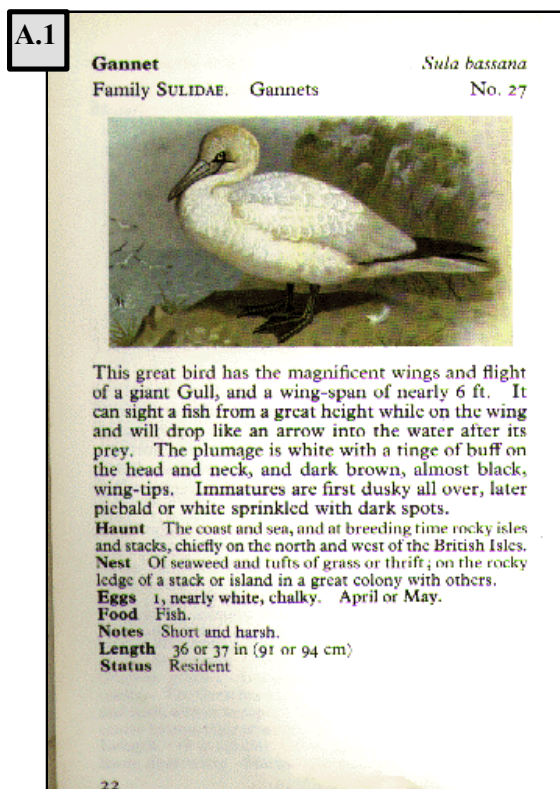 A.1
Gannet Sula bassana
Family SULIDAE. Gannets No. 27
This great bird has the magnificent wings and flight
of a giant Gull, and a wing-span of nearly 6 ft. It
can sight a fish from a great height while on the wing
and will drop like an arrow into the water after its
prey. The plumage is white with a tinge of buff on
the head and neck, and dark brown, almost black,
wing-tips. Immatures are first dusky all over, later
piebald or white sprinkled with dark spots.
Haunt The coast and sea, and at breeding time rocky isles
and stacks, chiefly on the north and west of the British Isles.
Nest Of seaweed and tufts of grass or thrift; on the rocky
ledge of a stack or island in a great colony with others.
Eggs 1, nearly white, chalky. April or May.
Food Fish.
Notes Short and harsh.
Length 36 or 37 in (91 or 94 cm)
Status Resident
22